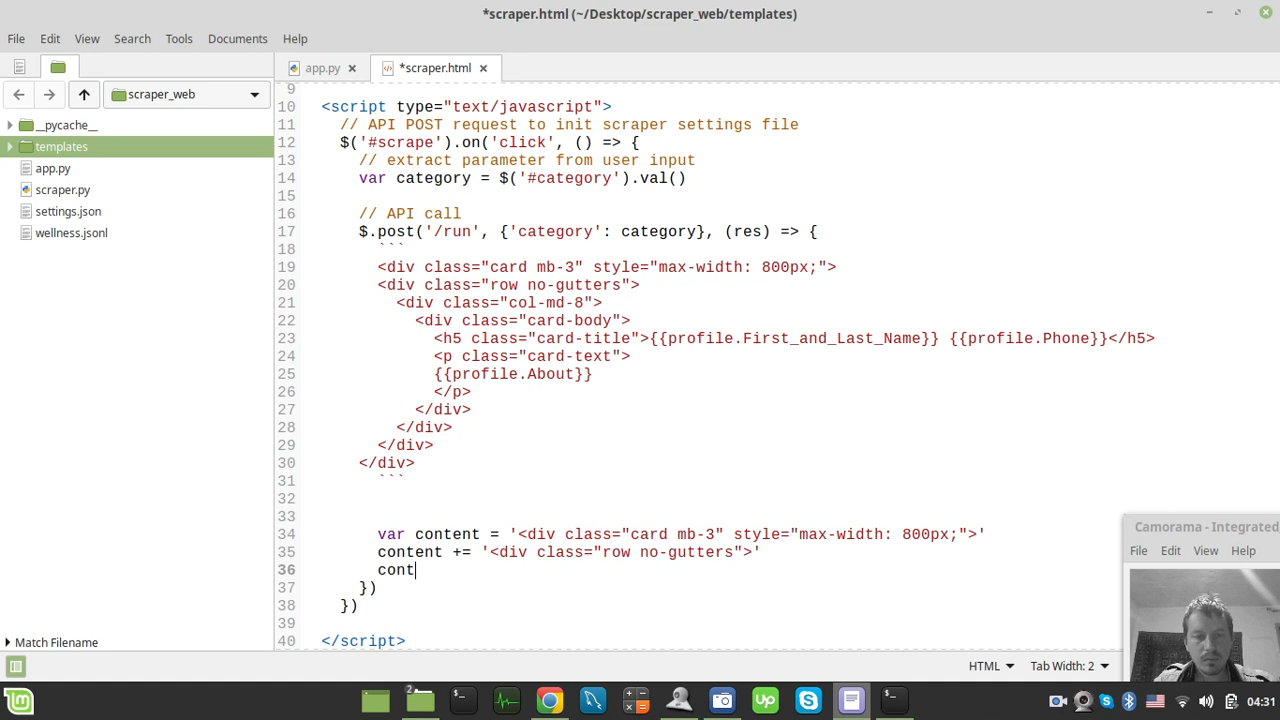 *scraper.html (~/Desktop/scraper_web/templates)
File Edit View Search Tools Documents Help
app.py *scraper.html
scraper_web
__pycache__
templates
app.py
scraper.py
settings.json
wellness.jsonl
Match Filename
9
10 <script type="text/javascript">
11 // API POST request to init scraper settings file
12 $('#scrape').on('click', () => {
13 // extract parameter from user input
14 var category = $('#category').val()
15
16 // API call
17 $.post('/run', {'category': category}, (res) => {
18 ```
19 <div class="card mb-3" style="max-width: 800px;">
20 <div class="row no-gutters">
21 <div class="col-md-8">
22 <div class="card-body">
23 <h5 class="card-title">{{profile.First_and_Last_Name}} {{profile.Phone}}</h5>
24 <p class="card-text">
25 {{profile.About}}
26 </p>
27 </div>
28 </div>
29 </div>
30 </div>
31 ```
32
33
34 var content = '<div class="card mb-3" style="max-width: 800px;">'
35 content += '<div class="row no-gutters">'
36 cont
37 })
38 })
39
40 </script>
Camorama - Integrated
File Edit View Help
HTML Tab Width: 2
2
Up
04:31